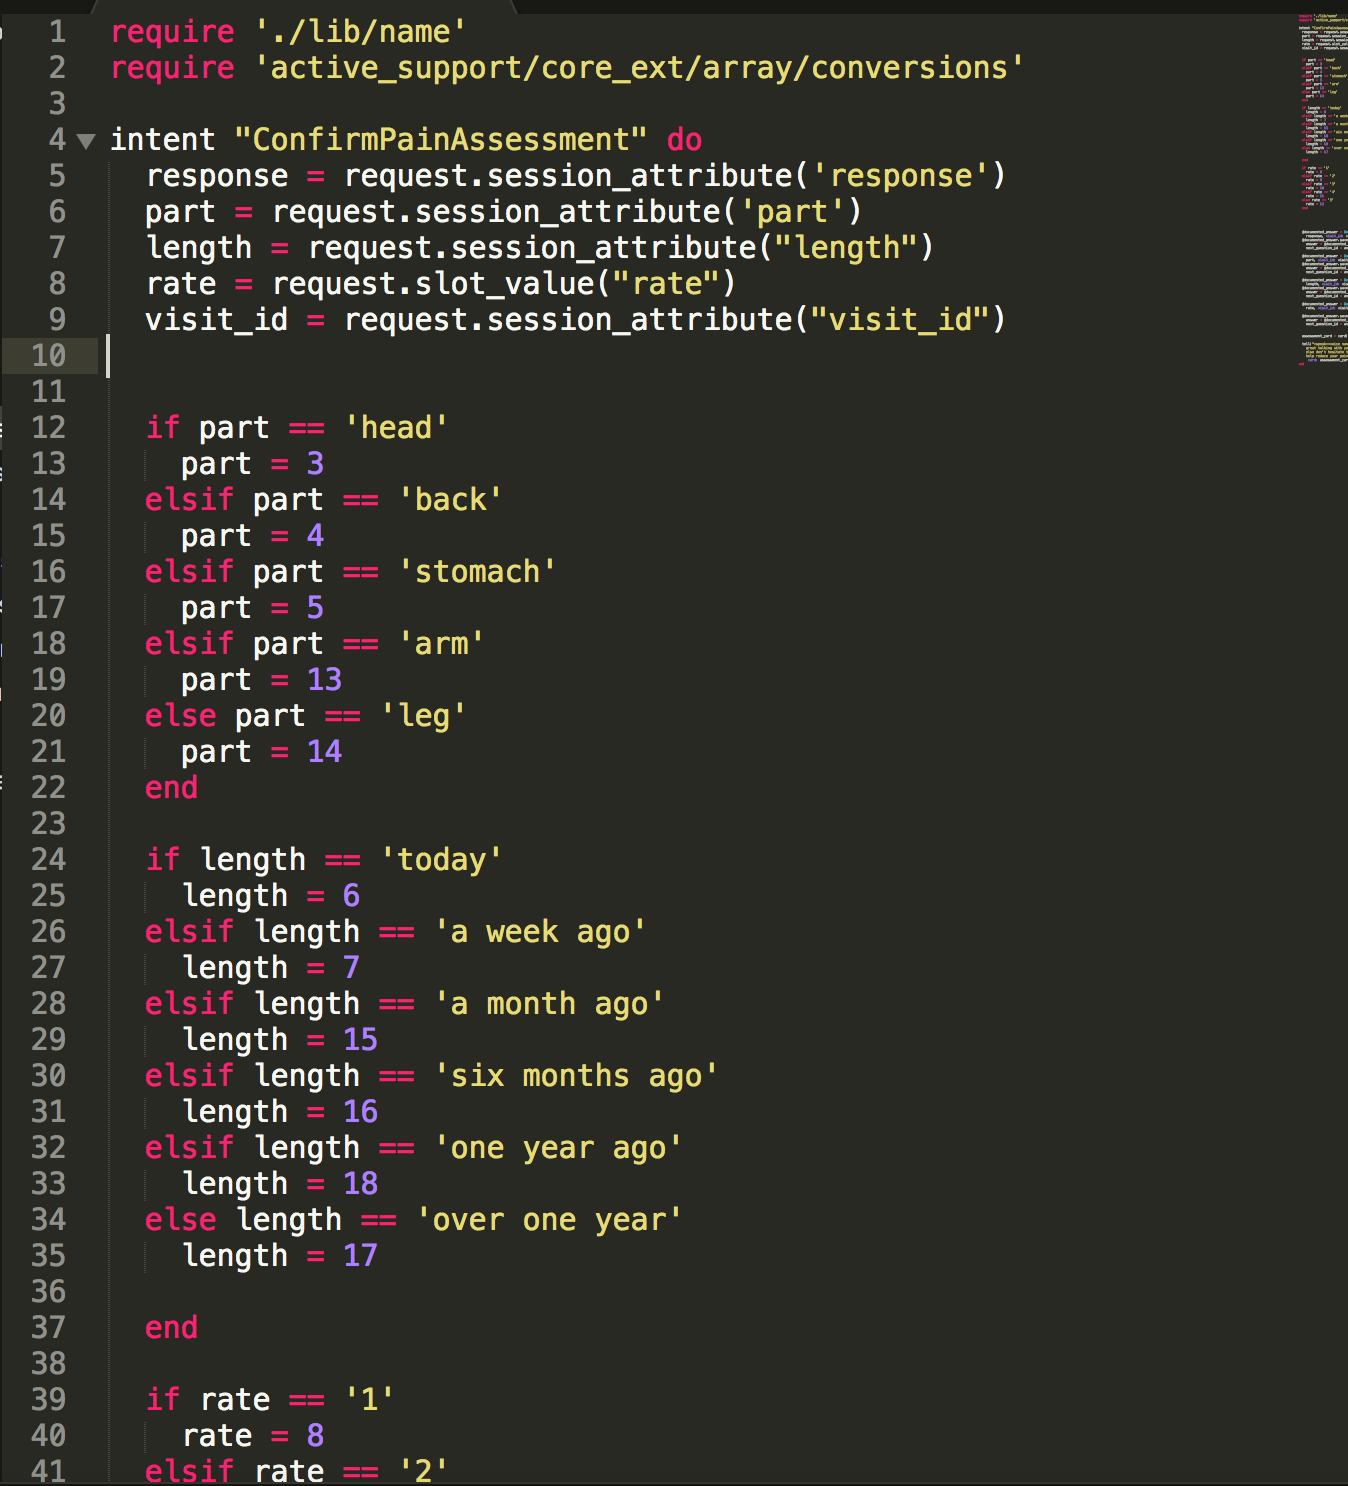 1 require './lib/name'
2 require 'active_support/core_ext/array/conversions'
3
4 intent "ConfirmPainAssessment" do
5 response = request.session_attribute('response')
6 part = request.session_attribute('part')
7 length = request.session_attribute("length")
8 rate = request.slot_value("rate")
9 visit_id = request.session_attribute("visit_id")
10
11
12 if part == 'head'
13 part = 3
14 elsif part == 'back'
15 part = 4
16 elsif part == 'stomach'
17 part = 5
18 elsif part == 'arm'
19 part = 13
20 else part == 'leg'
21 part = 14
22 end
23
24 if length == 'today'
25 length = 6
26 elsif length == 'a week ago'
27 length = 7
28 elsif length == 'a month ago'
29 length = 15
30 elsif length == 'six months ago'
31 length = 16
32 elsif length == 'one year ago'
33 length = 18
34 else length == 'over one year'
35 length = 17
36
37 end
38
39 if rate == '1'
40 rate = 8
41 elsif rate == '2'